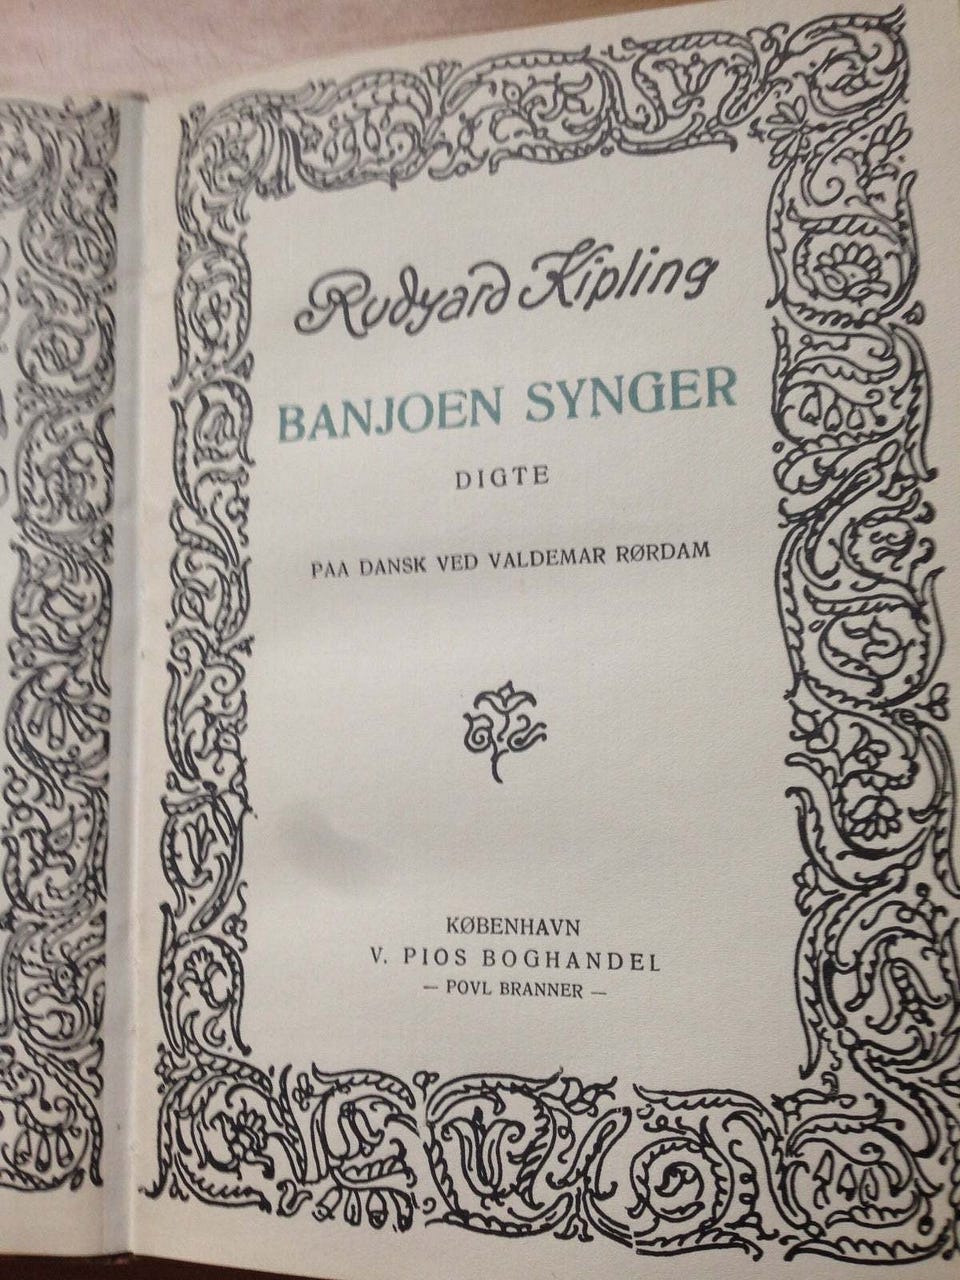 Rudyard Kipling
BANJOEN SYNGER
DIGTE
PAA DANSK VED VALDEMAR RØRDAM
KØBENHAVN
V. PIOS BOGHANDEL
— POVL BRANNER —